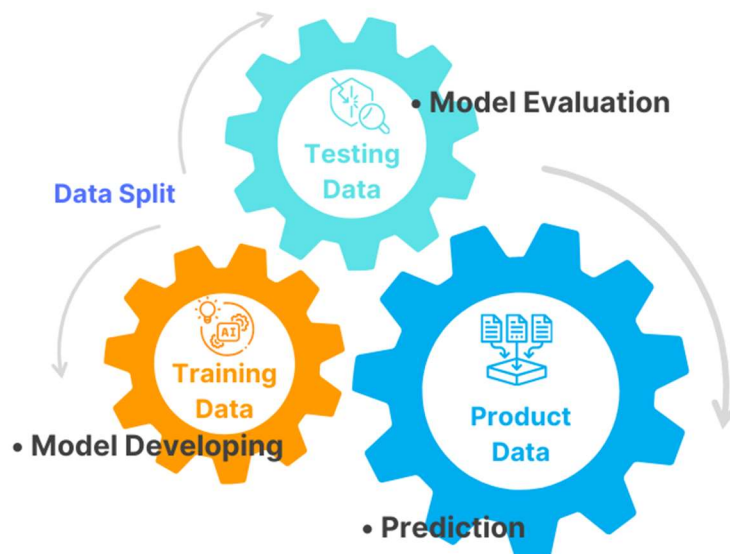 Testing
Data
• Model Evaluation
Data Split
AI
Training
Data
• Model Developing
Product
Data
• Prediction